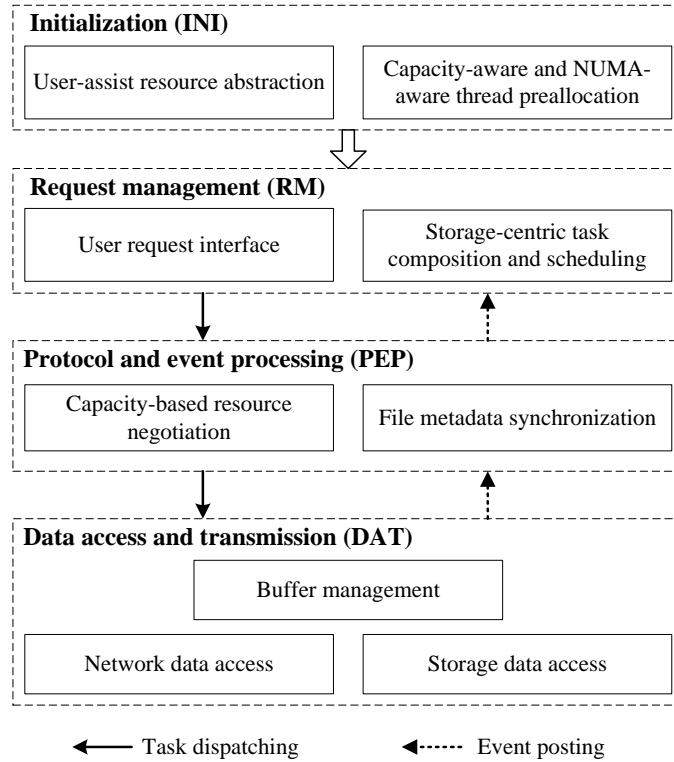 Initialization (INI)
User-assist resource abstraction
Capacity-aware and NUMA-
aware thread preallocation
Request management (RM)
User request interface
Storage-centric task
composition and scheduling
Protocol and event processing (PEP)
Capacity-based resource
negotiation
File metadata synchronization
Data access and transmission (DAT)
Buffer management
Network data access
Storage data access
Task dispatching
Event posting